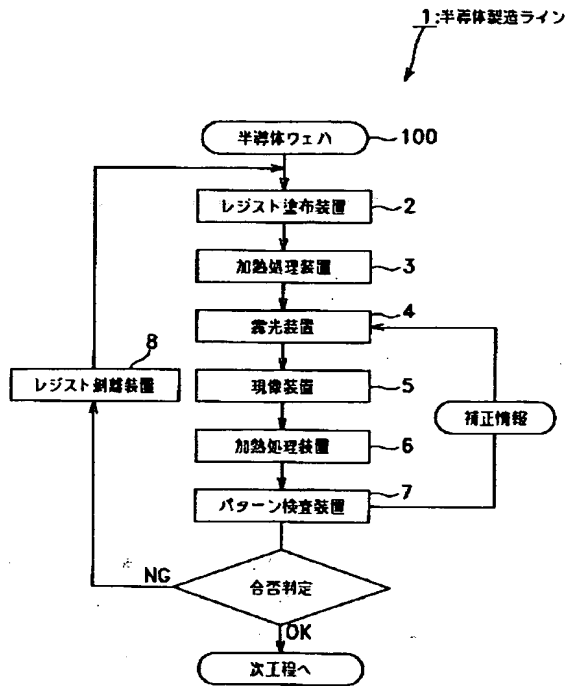 1:半導体製造ライン
半導体ウェハ
100
レジスト塗布装置
2
加熱処理装置
3
露光装置
4
8
レジスト剥離装置
現像装置
5
補正情報
加熱処理装置
6
パターン検査装置
7
NG
合否判定
OK
次工程へ